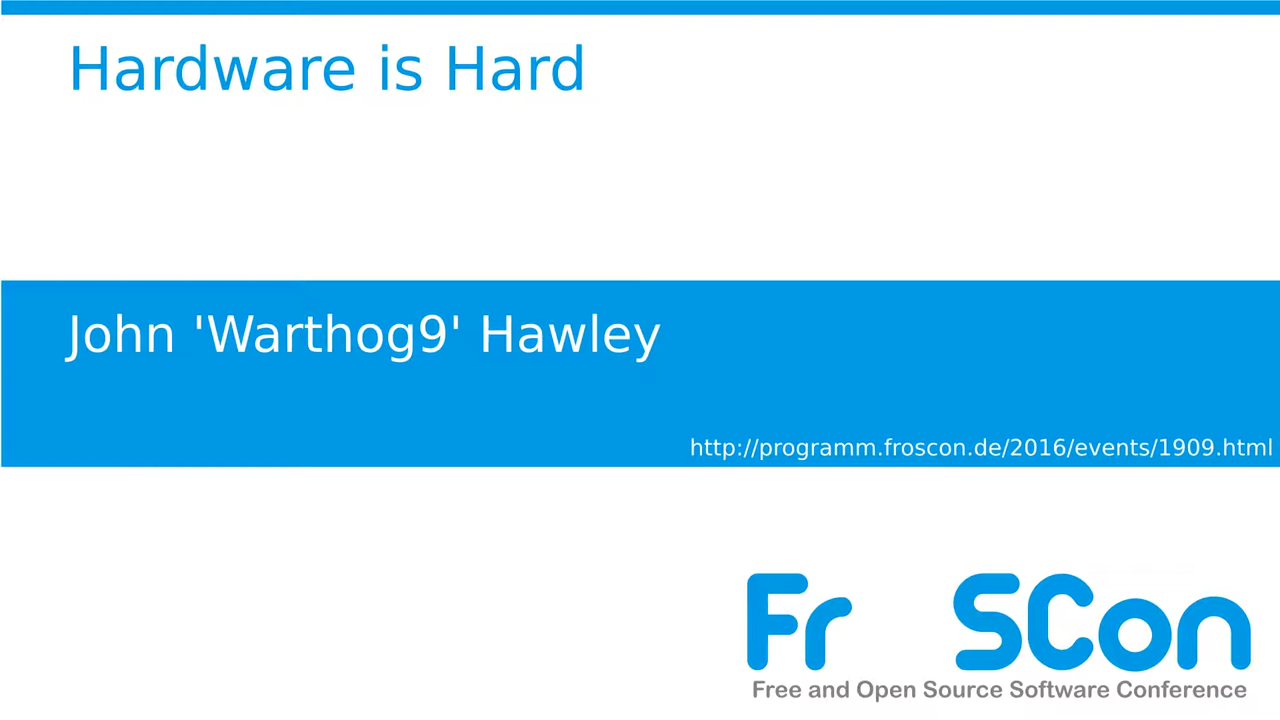 Hardware is Hard
John 'Warthog9' Hawley
http://programm.froscon.de/2016/events/1909.html
Fr SCon
Free and Open Source Software Conference